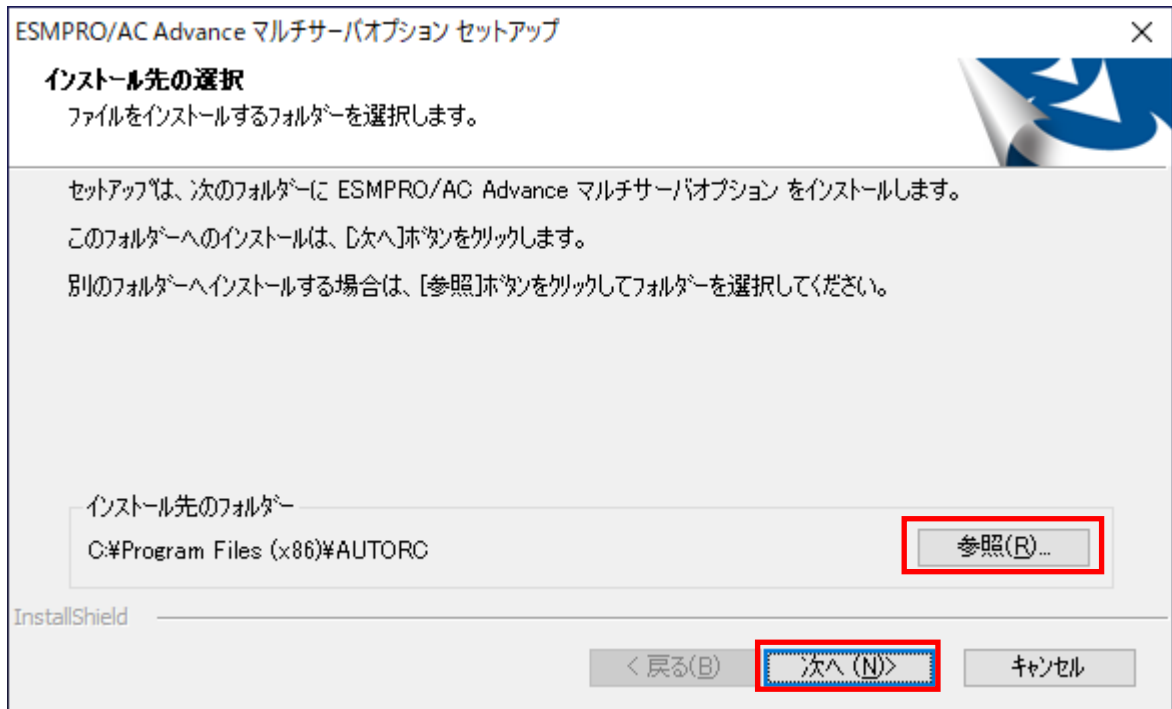 ESMPRO/AC Advance マルチサーバオプション セットアップ
インストール先の選択
ファイルをインストールするフォルダーを選択します。
セットアップは、次のフォルダーに ESMPRO/AC Advance マルチサーバオプション をインストールします。
このフォルダーへのインストールは、[次へ]ボタンをクリックします。
別のフォルダーへインストールする場合は、[参照]ボタンをクリックしてフォルダーを選択してください。
インストール先のフォルダー
C:¥Program Files (x86)¥AUTORC
参照(R)...
InstallShield
< 戻る(B)
次へ (N)>
キャンセル